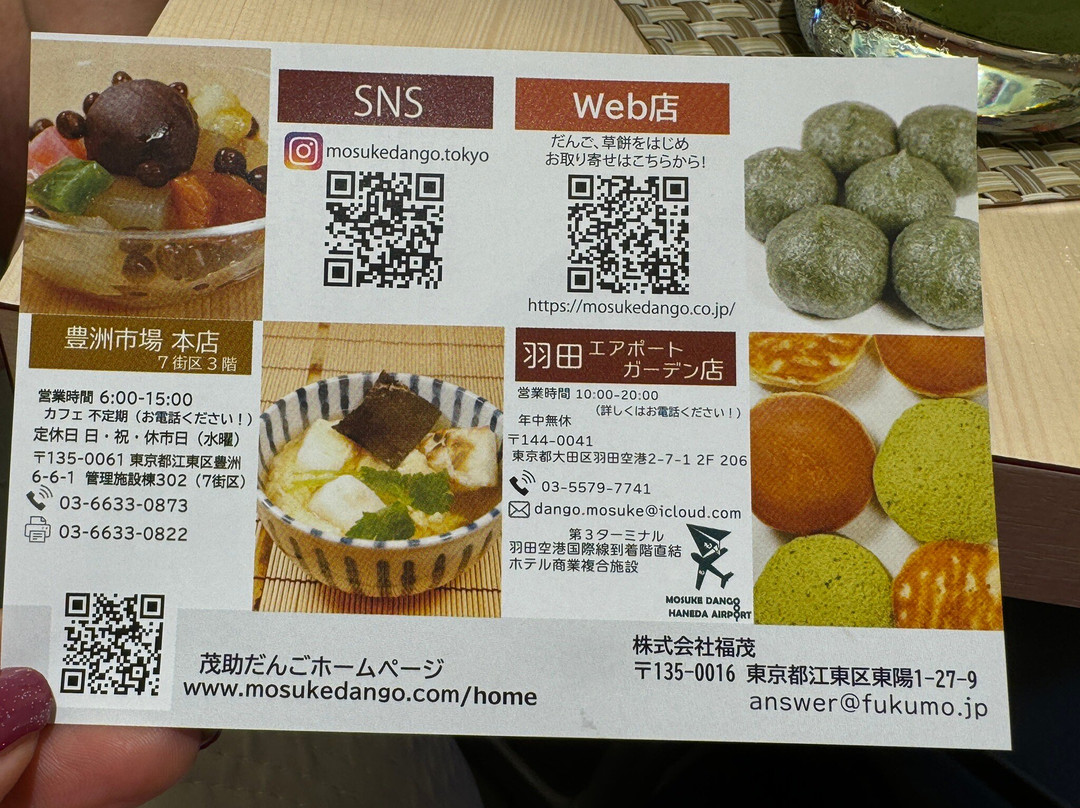 SNS
mosukedango.tokyo
Web店
だんご、草餅をはじめ
お取り寄せはこちらから!
https://mosukedango.co.jp/
豊洲市場 本店
7街区3階
営業時間 6:00-15:00
カフェ 不定期（お電話ください！）
定休日 日・祝・休市日（水曜）
〒135-0061 東京都江東区豊洲
6-6-1 管理施設棟302（7街区）
03-6633-0873
03-6633-0822
羽田 エアポート
ガーデン店
営業時間 10:00-20:00
（詳しくはお電話ください！）
年中無休
〒144-0041
東京都大田区羽田空港2-7-1 2F 206
03-5579-7741
dango.mosuke@icloud.com
第３ターミナル
羽田空港国際線到着階直結
ホテル商業複合施設
MOSUKE DANGO
HANEDA AIRPORT
茂助だんごホームページ
www.mosukedango.com/home
株式会社福茂
〒135-0016 東京都江東区東陽1-27-9
answer@fukumo.jp